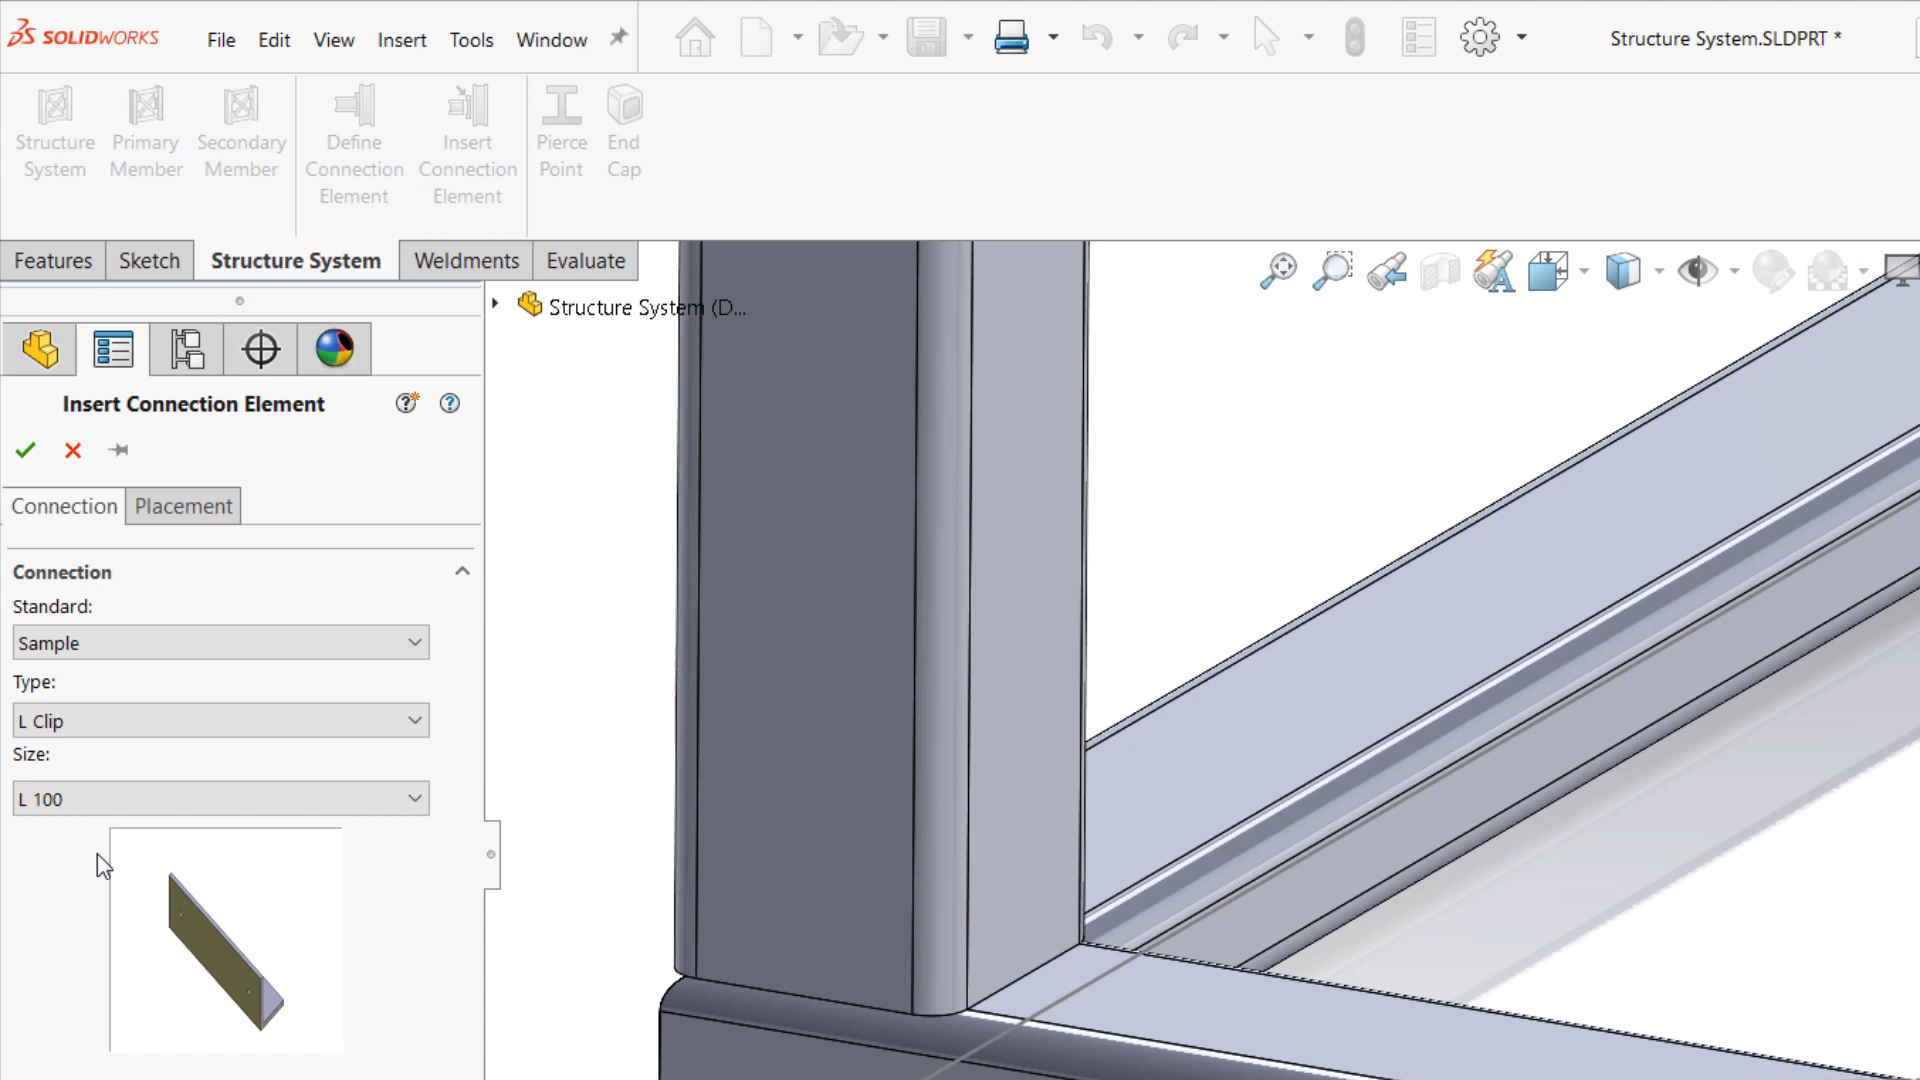 SOLIDWORKS File Edit View Insert Tools Window Structure System.SLDPRT *
Structure System
Primary Member
Secondary Member
Define Connection Element
Insert Connection Element
Pierce Point
End Cap
Features Sketch Structure System Weldments Evaluate
Structure System (D...
Insert Connection Element
Connection Placement
Connection
Standard:
Sample
Type:
L Clip
Size:
L 100